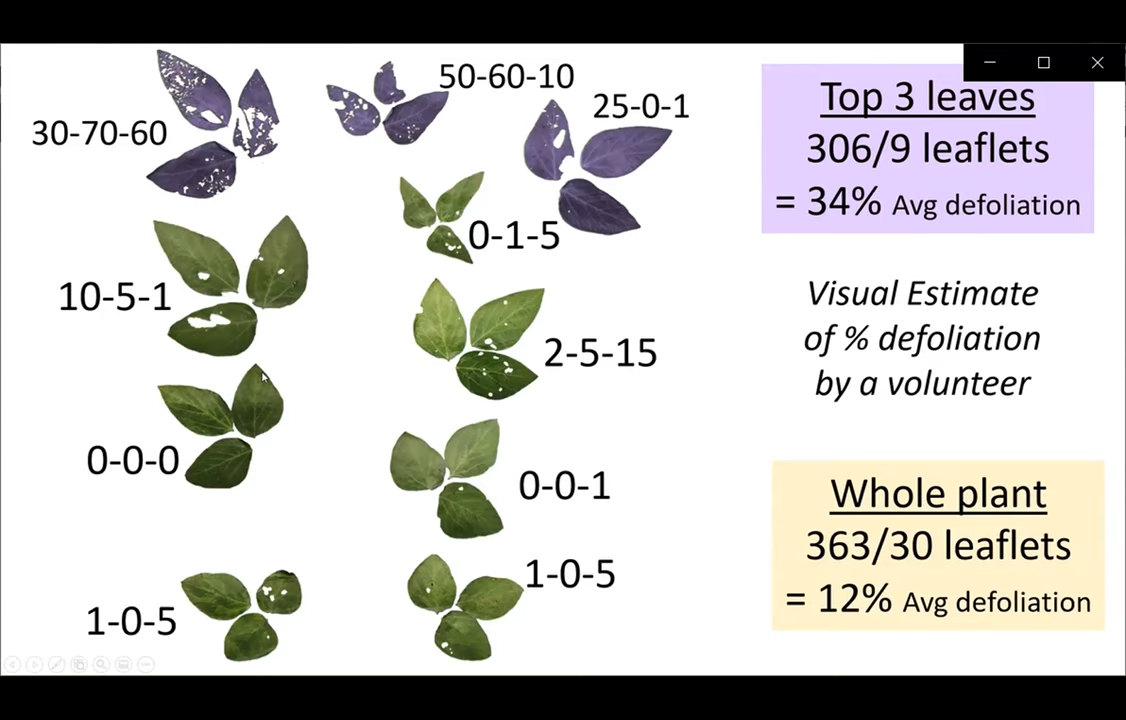 50-60-10
25-0-1
30-70-60
0-1-5
10-5-1
2-5-15
0-0-0
0-0-1
1-0-5
1-0-5
Top 3 leaves
306/9 leaflets
= 34% Avg defoliation
Visual Estimate
of % defoliation
by a volunteer
Whole plant
363/30 leaflets
= 12% Avg defoliation